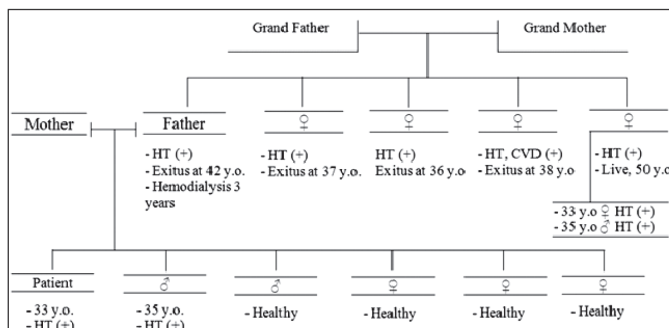 Grand Father
Grand Mother
Mother
Father
♀
♀
♀
♀
- HT (+)
- Exitus at 42 y.o.
- Hemodialysis 3
years
- HT (+)
- Exitus at 37 y.o.
HT (+)
Exitus at 36 y.o.
- HT, CVD (+)
- Exitus at 38 y.o.
- HT (+)
- Live, 50 y.o
- 33 y.o ♀ HT (+)
- 35 y.o ♂ HT (+)
Patient
♂
♂
♀
♀
♀
- 33 y.o.
- HT (+)
- 35 y.o.
- HT (+)
- Healthy
- Healthy
- Healthy
- Healthy